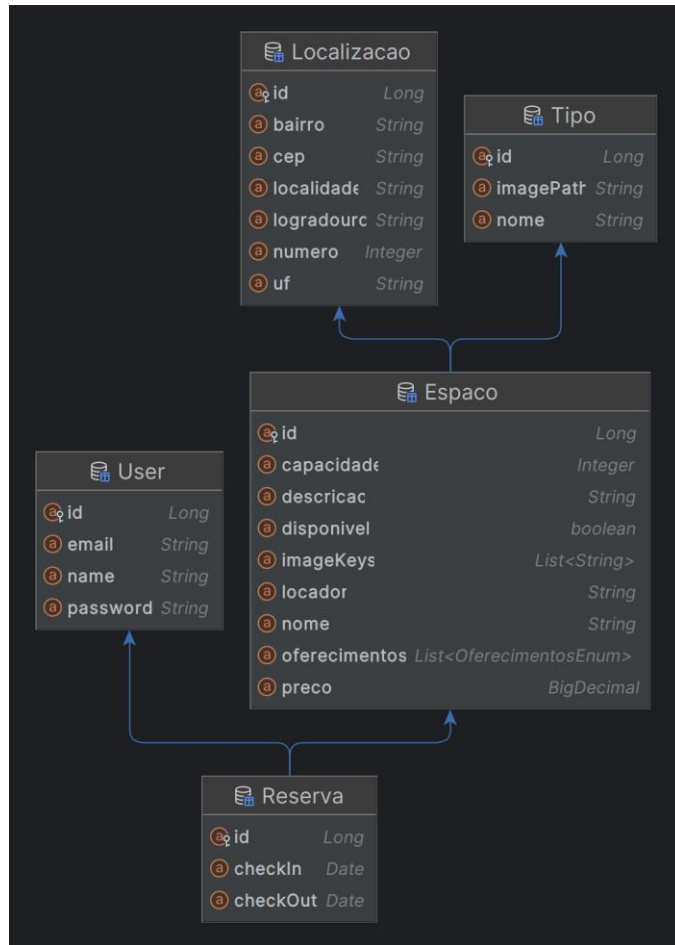 Localizacao
id Long
bairro String
cep String
localidade String
logradouro String
numero Integer
uf String
Tipo
id Long
imagePath String
nome String
Espaco
id Long
capacidade Integer
descricao String
disponivel boolean
imageKeys List<String>
locador String
nome String
oferecimentos List<OferecimentosEnum>
preco BigDecimal
User
id Long
email String
name String
password String
Reserva
id Long
checkIn Date
checkOut Date